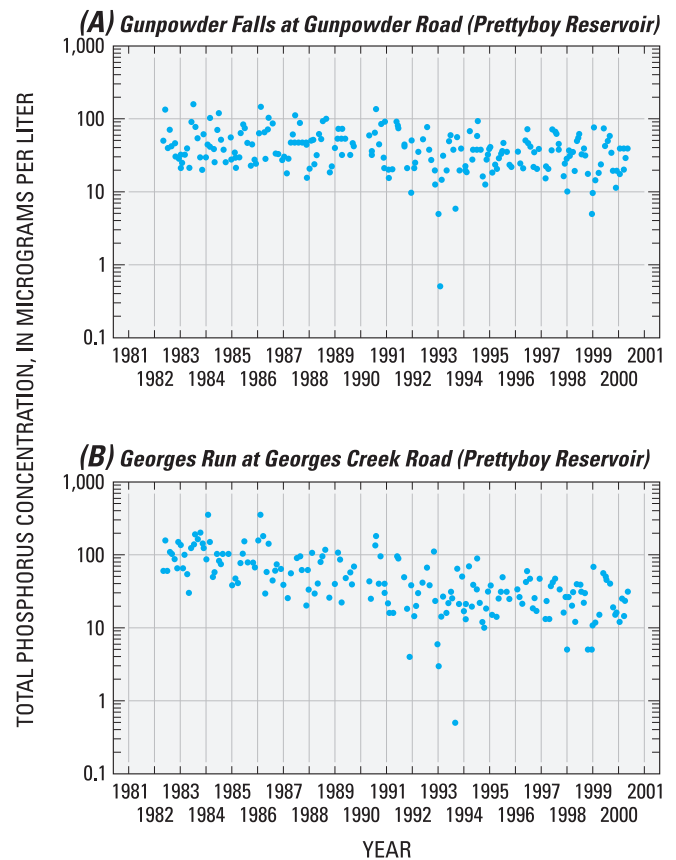 (A) Gunpowder Falls at Gunpowder Road (Prettyboy Reservoir)
1,000
100
10
1
0.1
1981 1983 1985 1987 1989 1991 1993 1995 1997 1999 2001
1982 1984 1986 1988 1990 1992 1994 1996 1998 2000
(B) Georges Run at Georges Creek Road (Prettyboy Reservoir)
1,000
100
10
1
0.1
1981 1983 1985 1987 1989 1991 1993 1995 1997 1999 2001
1982 1984 1986 1988 1990 1992 1994 1996 1998 2000
YEAR
TOTAL PHOSPHORUS CONCENTRATION, IN MICROGRAMS PER LITER